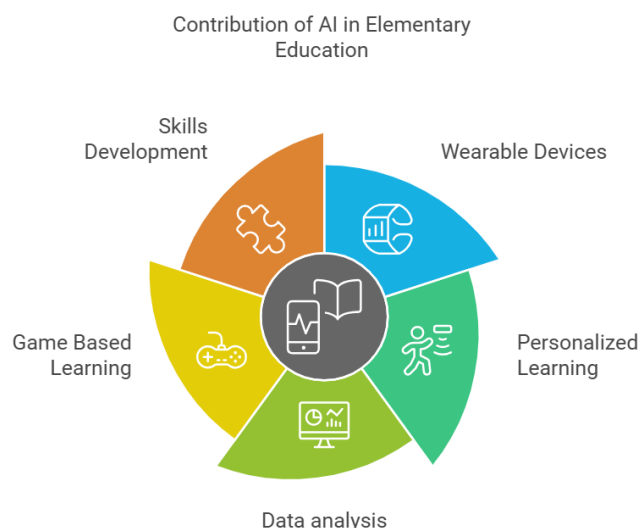 Contribution of AI in Elementary
Education
Skills
Development
Wearable Devices
Game Based
Learning
Personalized
Learning
Data analysis